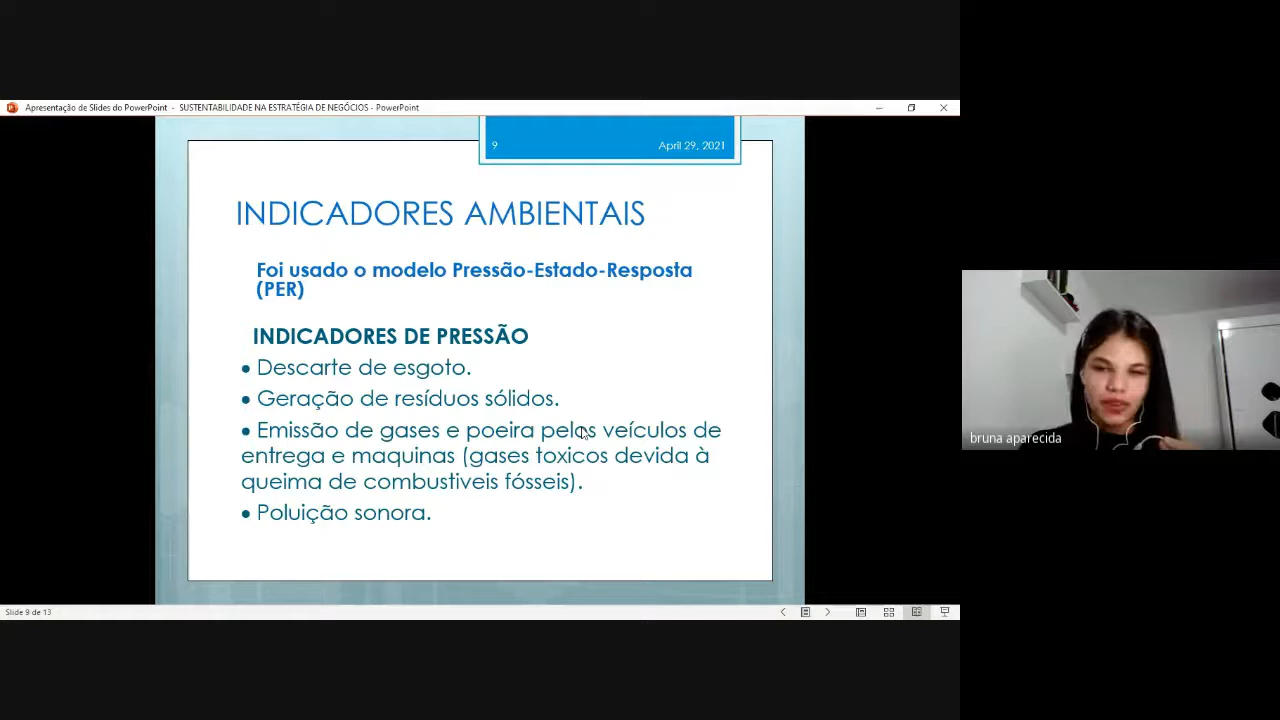 Apresentação de Slides do PowerPoint - SUSTENTABILIDADE NA ESTRATÉGIA DE NEGÓCIOS - PowerPoint
9
April 29, 2021
INDICADORES AMBIENTAIS
Foi usado o modelo Pressão-Estado-Resposta
(PER)
INDICADORES DE PRESSÃO
• Descarte de esgoto.
• Geração de resíduos sólidos.
• Emissão de gases e poeira pelos veículos de
entrega e maquinas (gases toxicos devida à
queima de combustiveis fósseis).
• Poluição sonora.
bruna aparecida
Slide 9 de 13